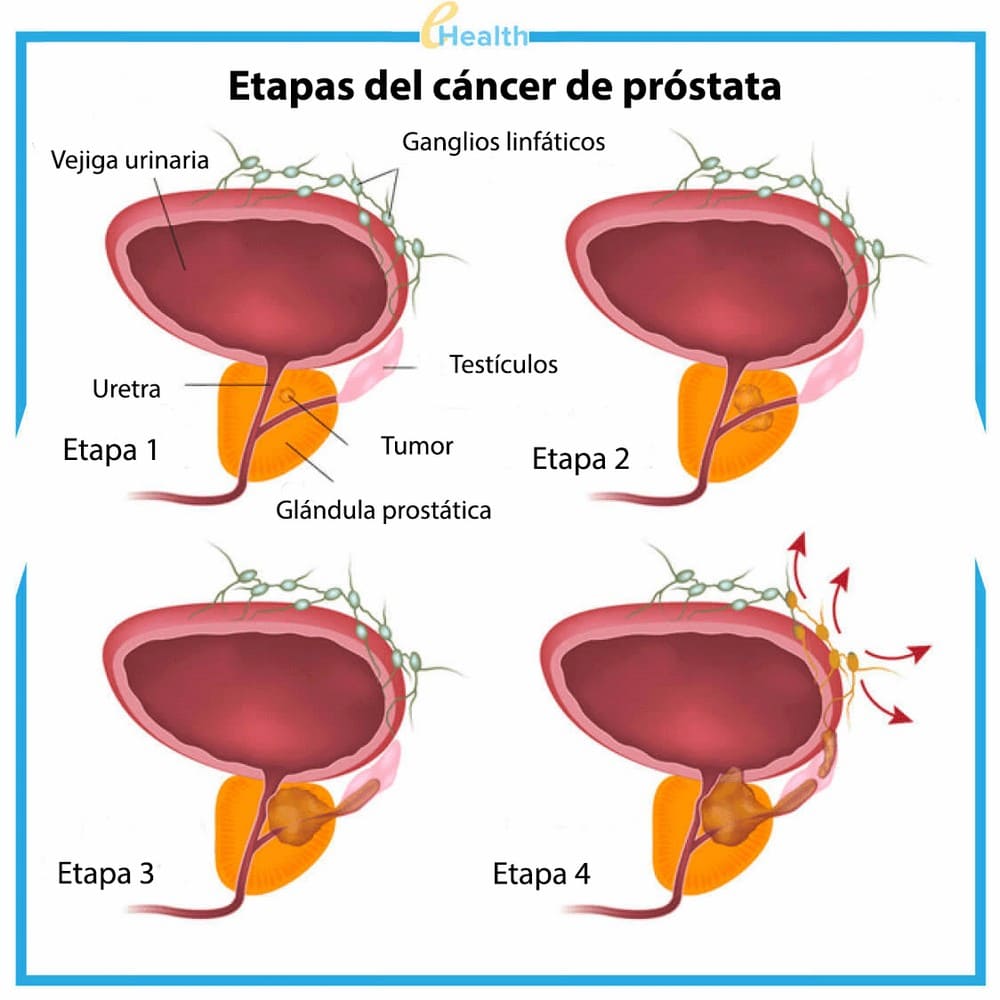 eHealth
Etapas del cáncer de próstata
Vejiga urinaria
Ganglios linfáticos
Uretra
Testículos
Tumor
Glándula prostática
Etapa 1
Etapa 2
Etapa 3
Etapa 4